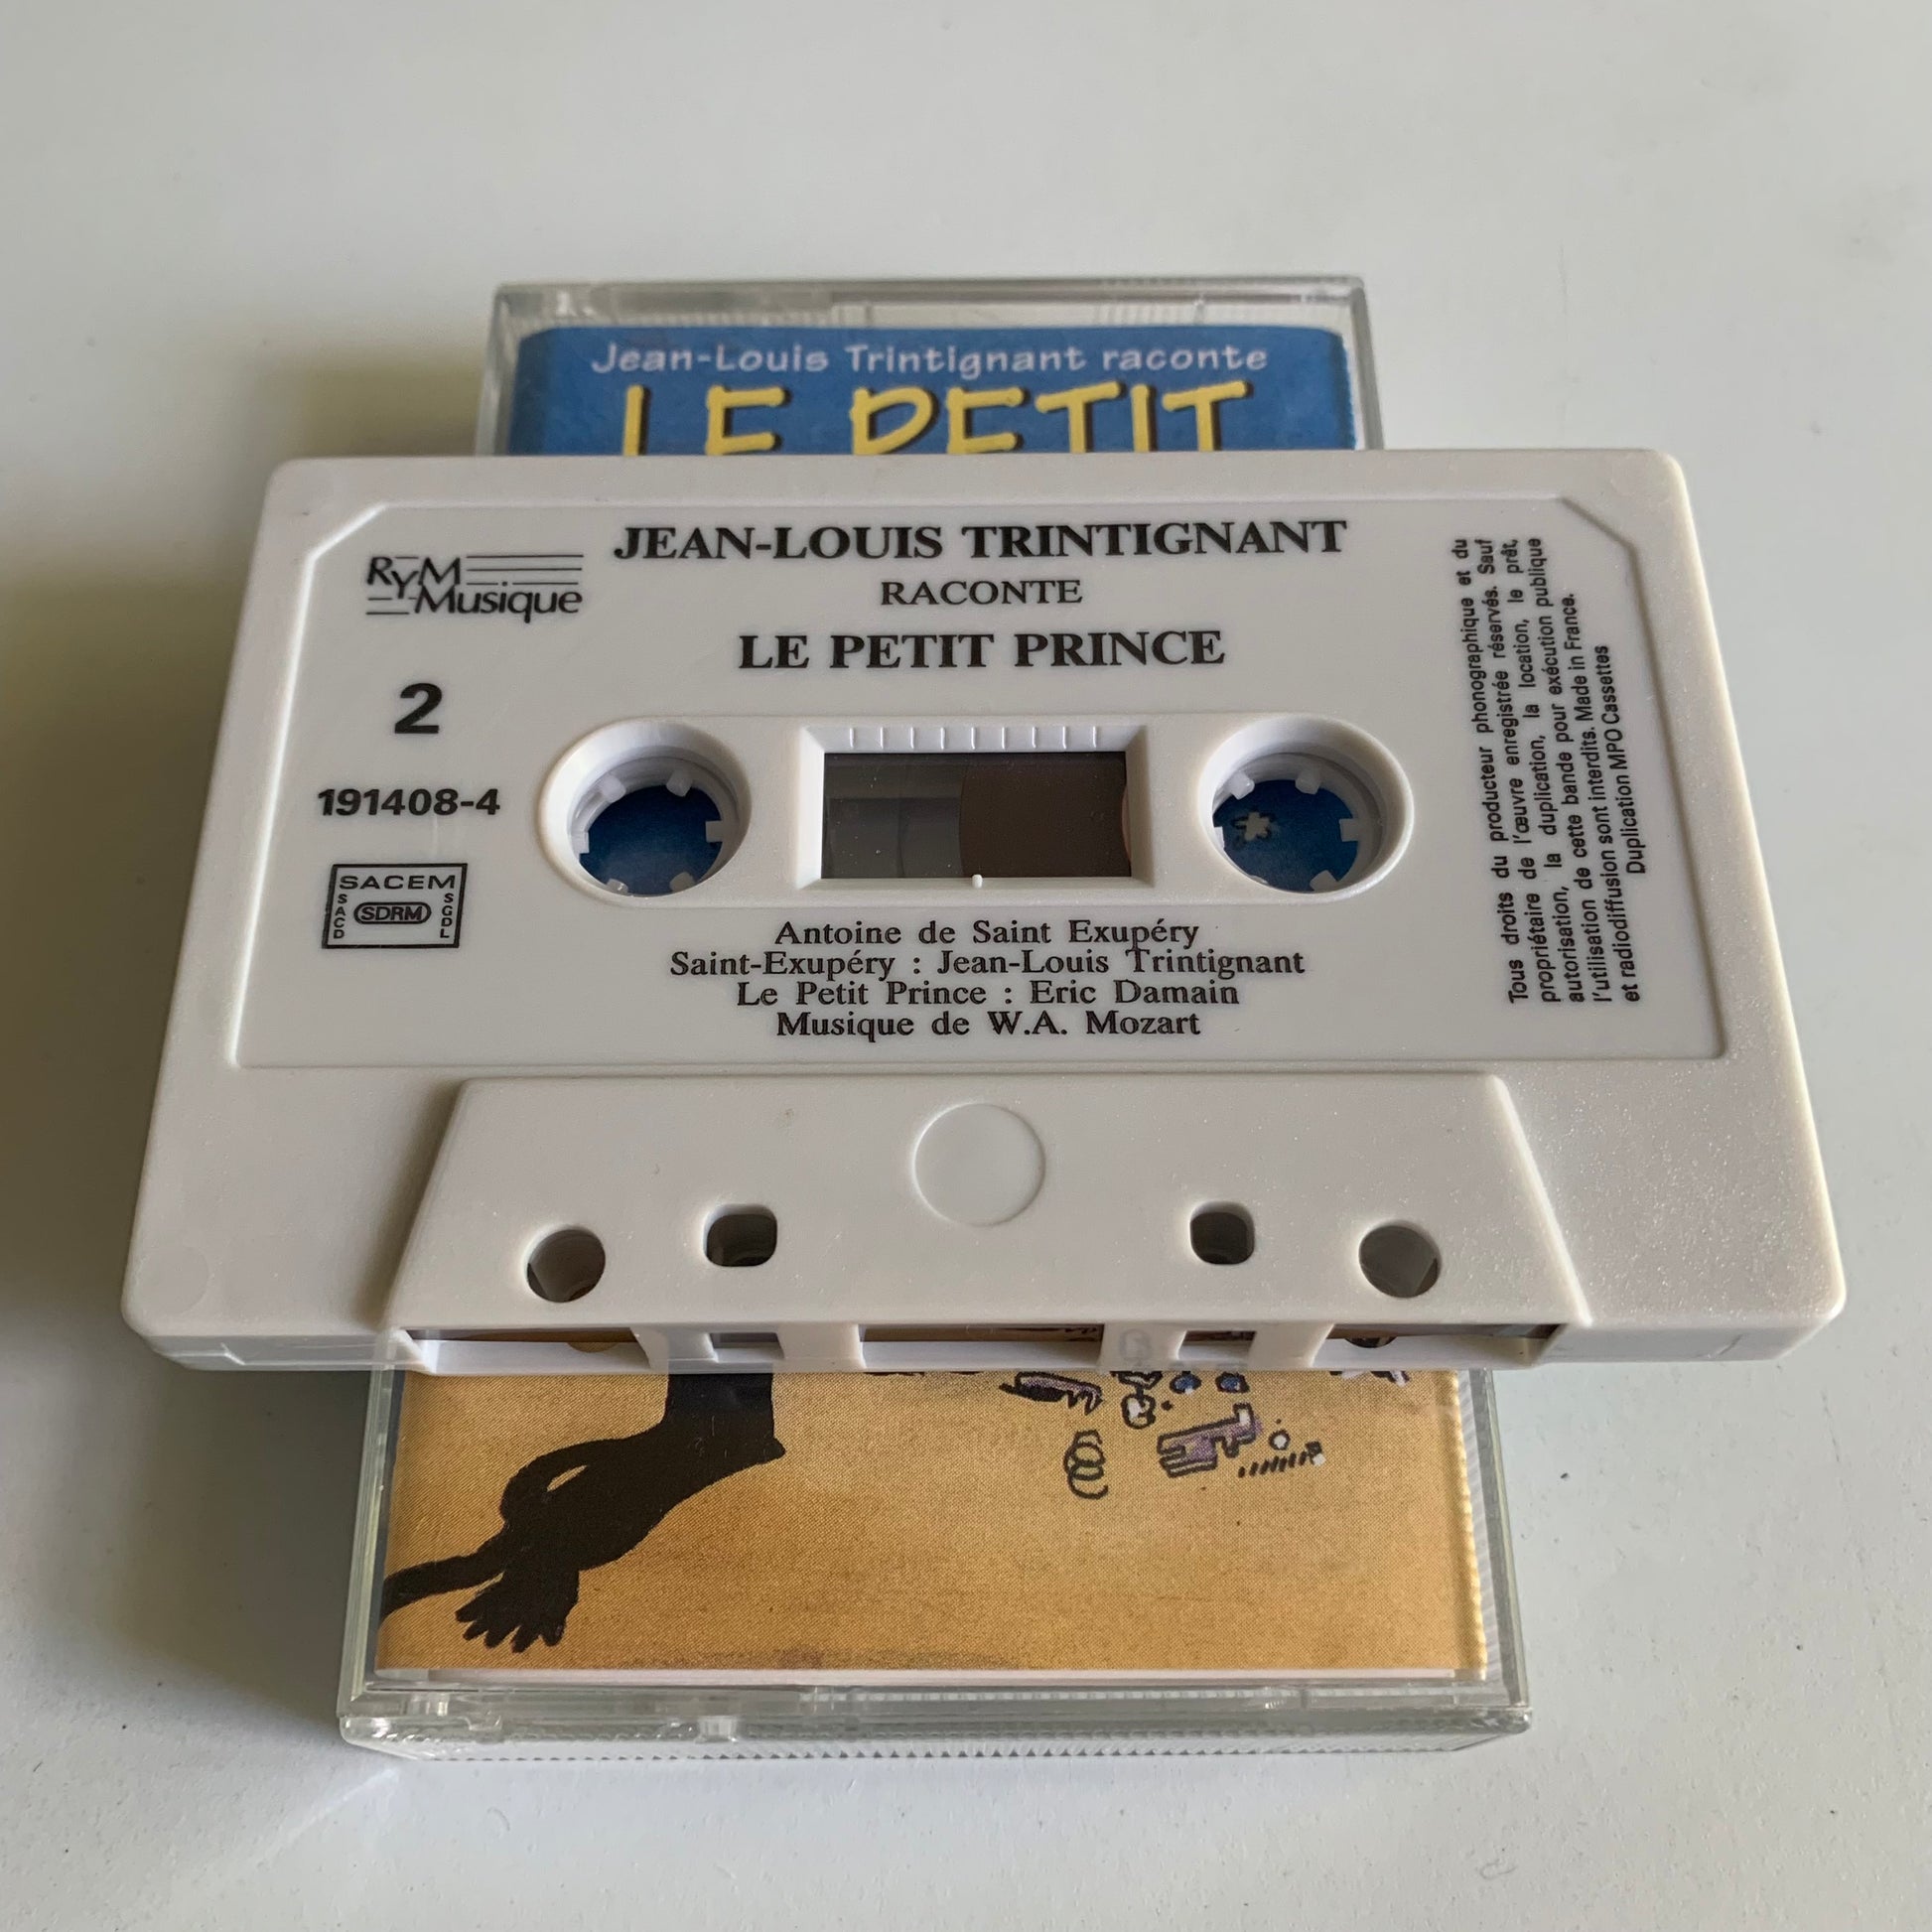 Jean-Louis Trintignant raconte
LE PETIT
RYM
Musique
JEAN-LOUIS TRINTIGNANT
RACONTE
LE PETIT PRINCE
2
191408-4
SACEM
SACD
SDRM
SGDL
Antoine de Saint Exupéry
Saint-Exupéry : Jean-Louis Trintignant
Le Petit Prince : Eric Damain
Musique de W.A. Mozart
Tous droits du producteur phonographique et du
propriétaire de l'œuvre enregistrée réservés. Sauf
autorisation, la duplication, la location, le prêt,
l'utilisation de cette bande pour exécution publique
et radiodiffusion sont interdits. Made in France.
Duplication MPO Cassettes